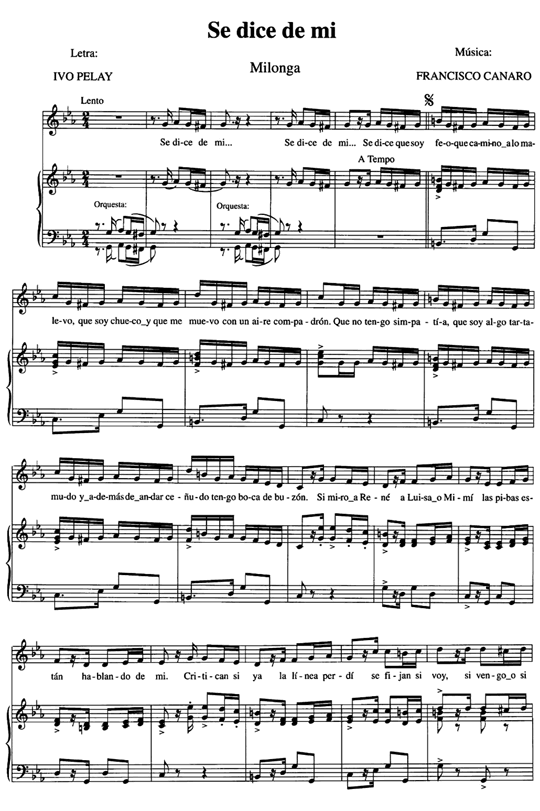 Se dice de mi
Letra:
Música:
IVO PELAY
Milonga
FRANCISCO CANARO
Lento
Se di-ce de mi... Se di-ce de mi... Se dice que soy fe-o que ca-mi-no_a lo ma-
A Tempo
Orquesta:
Orquesta:
le-vo, que soy chue-co_y que me mue-vo con un ai-re com-pa-drón. Que no ten-go sim-pa-tí-a, que soy al-go tar-ta-
mu-do y_a-de-más de_an-dar ce-ñu-do ten-go bo-ca de bu-zón. Si mi-ro_a Re-né a Lui-sa_o Mi-mí las pi-bas es-
tán ha-blan-do de mi. Cri-ti-can si ya la lí-nea per-dí se fi-jan si voy, si ven-go_o si